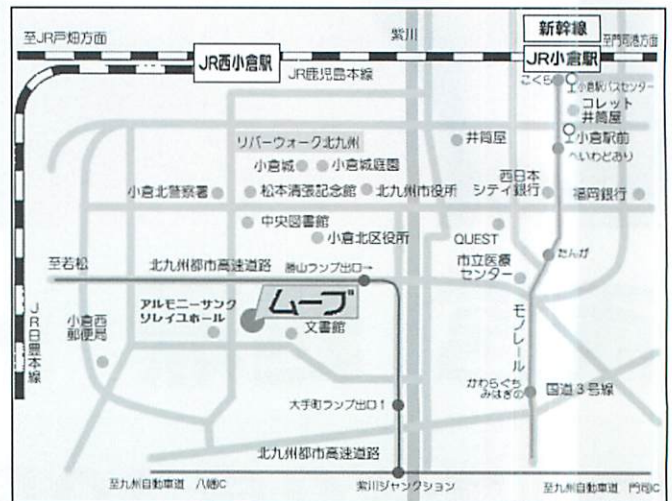 新幹線
至JR戸畑方面
紫川
至門司港方面
JR西小倉駅
JR小倉駅
JR鹿児島本線
こくら
小倉駅バスセンター
コレット
井筒屋
小倉駅前
へいわどおり
リバーウォーク北九州
井筒屋
小倉城
小倉城庭園
西日本
シティ銀行
福岡銀行
小倉北警察署
松本清張記念館
北九州市役所
中央図書館
小倉北区役所
QUEST
市立医療
センター
たんが
至若松
北九州都市高速道路
勝山ランプ出口→
ムーブ
アルモニーサンク
ソレイユホール
文書館
小倉西
郵便局
JR日豊本線
モノレール
かわらぐち
みはぎの
国道3号線
大手町ランプ出口↑
北九州都市高速道路
至九州自動車道 八幡IC
紫川ジャンクション
至九州自動車道 門司IC